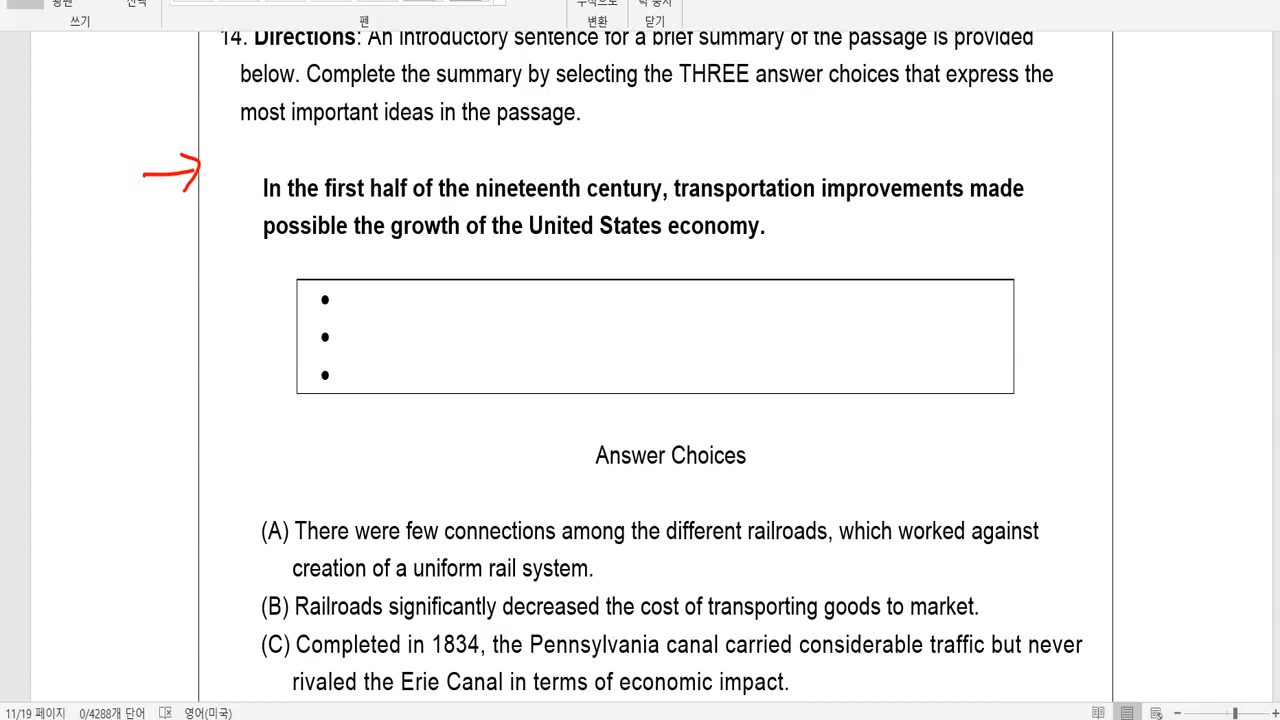 쓰기
펜
변환
닫기
14. Directions: An introductory sentence for a brief summary of the passage is provided
below. Complete the summary by selecting the THREE answer choices that express the
most important ideas in the passage.
In the first half of the nineteenth century, transportation improvements made
possible the growth of the United States economy.
•
•
•
Answer Choices
(A) There were few connections among the different railroads, which worked against
creation of a uniform rail system.
(B) Railroads significantly decreased the cost of transporting goods to market.
(C) Completed in 1834, the Pennsylvania canal carried considerable traffic but never
rivaled the Erie Canal in terms of economic impact.
11/19 페이지 0/4288개 단어 영어(미국)